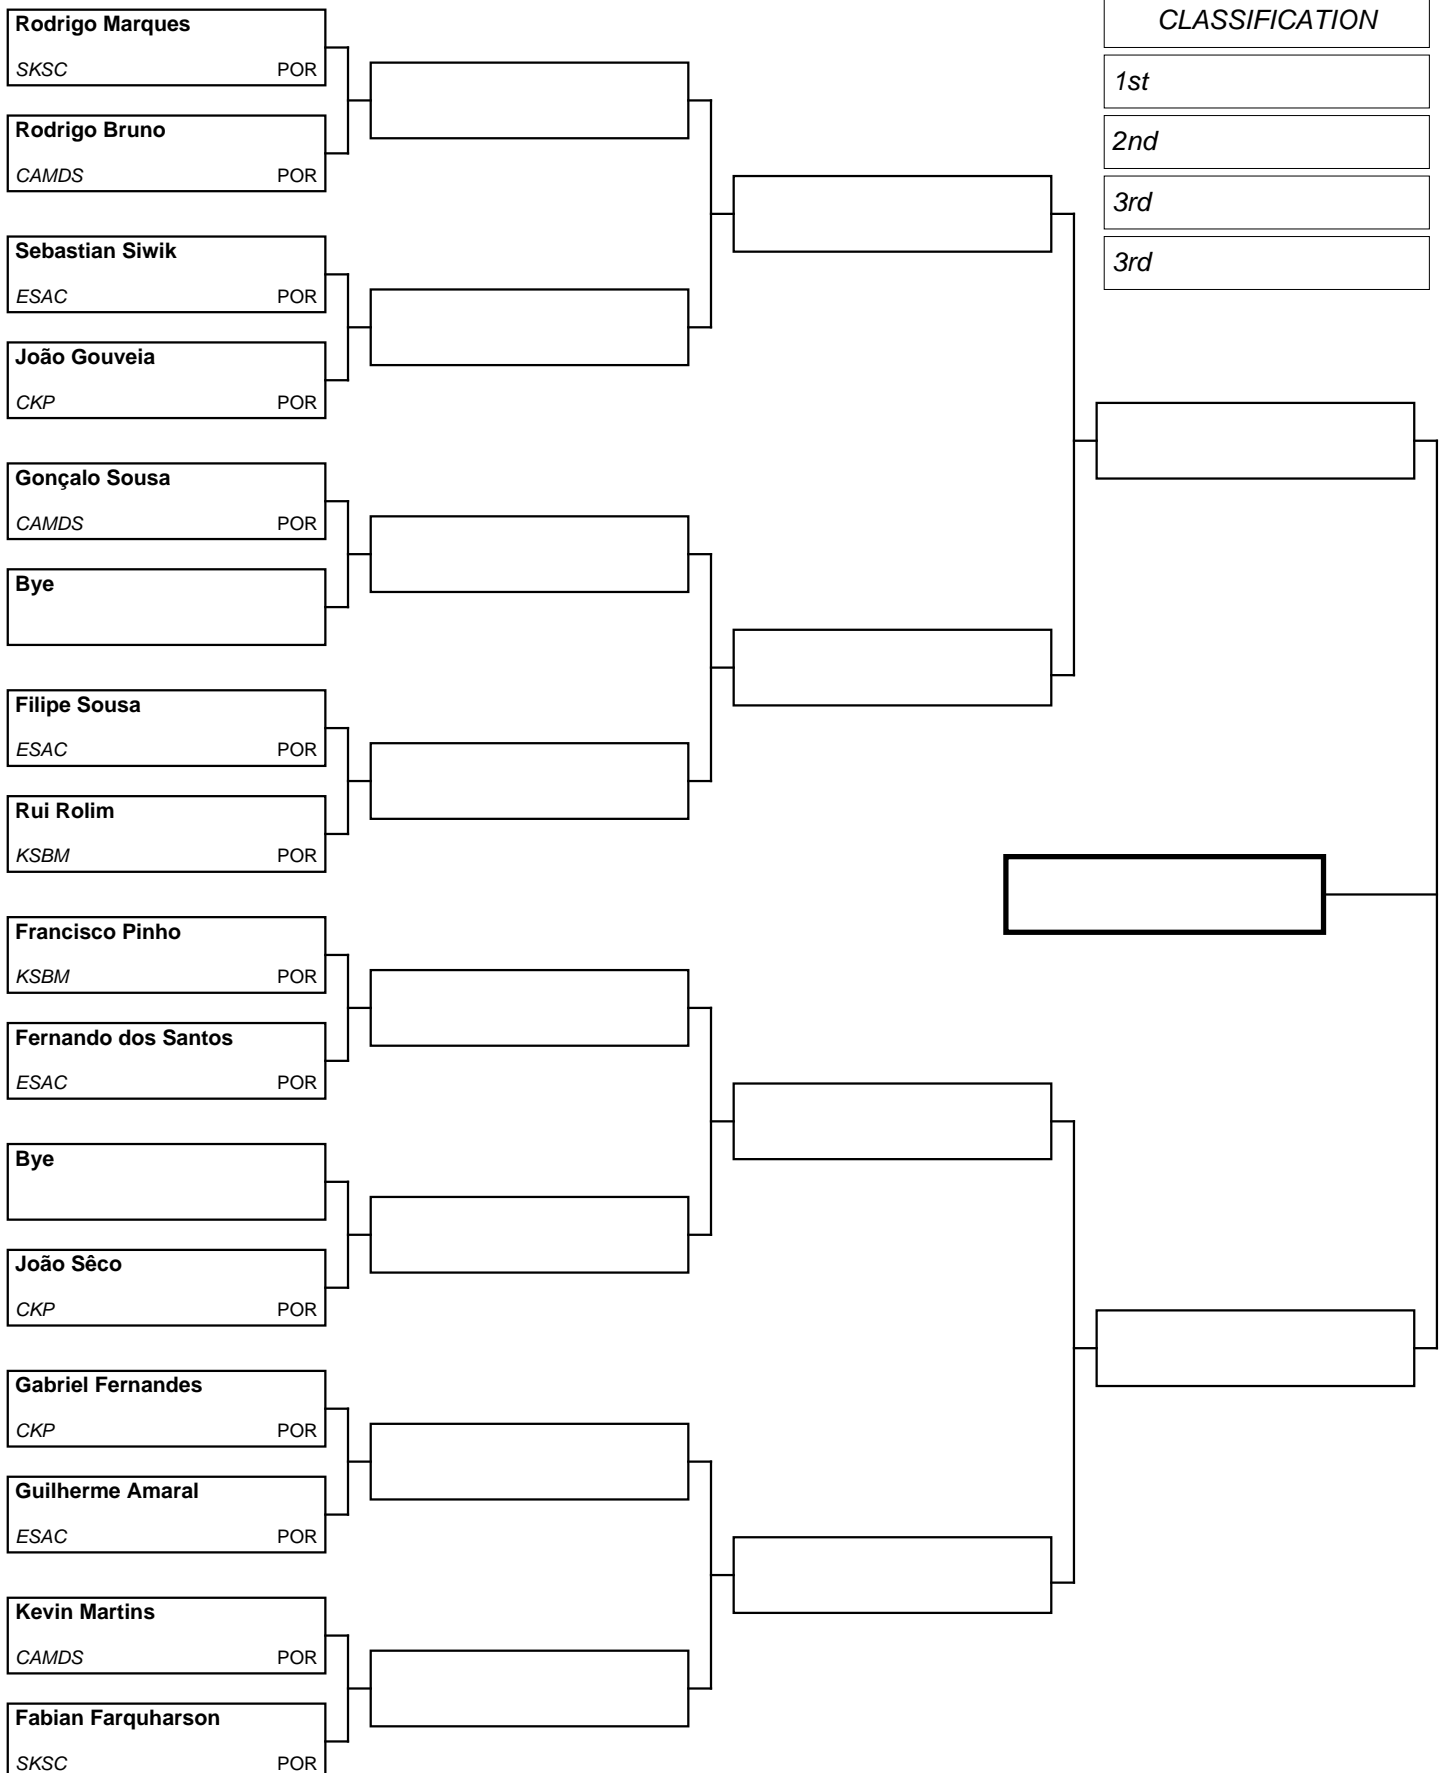 Rodrigo Marques
SKSC POR
Rodrigo Bruno
CAMDS POR
Sebastian Siwik
ESAC POR
João Gouveia
CKP POR
Gonçalo Sousa
CAMDS POR
Bye
Filipe Sousa
ESAC POR
Rui Rolim
KSBM POR
Francisco Pinho
KSBM POR
Fernando dos Santos
ESAC POR
Bye
João Sêco
CKP POR
Gabriel Fernandes
CKP POR
Guilherme Amaral
ESAC POR
Kevin Martins
CAMDS POR
Fabian Farquharson
SKSC POR
CLASSIFICATION
1st
2nd
3rd
3rd